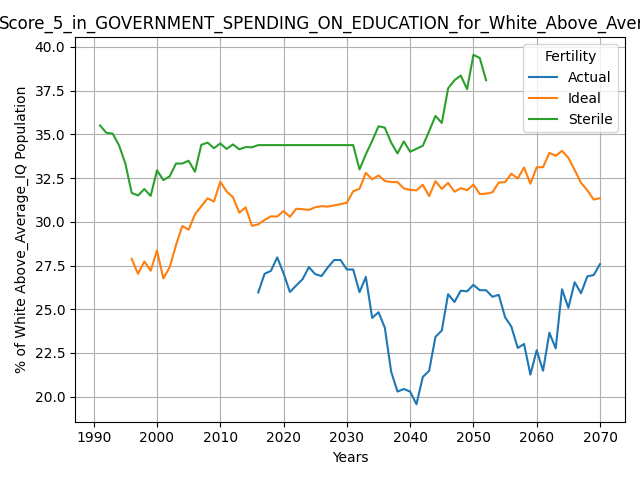 Score_5_in_GOVERNMENT_SPENDING_ON_EDUCATION_for_White_Above_Aver
40.0
37.5
35.0
32.5
30.0
27.5
25.0
22.5
20.0
% of White Above_Average_IQ Population
Fertility
Actual
Ideal
Sterile
1990 2000 2010 2020 2030 2040 2050 2060 2070
Years